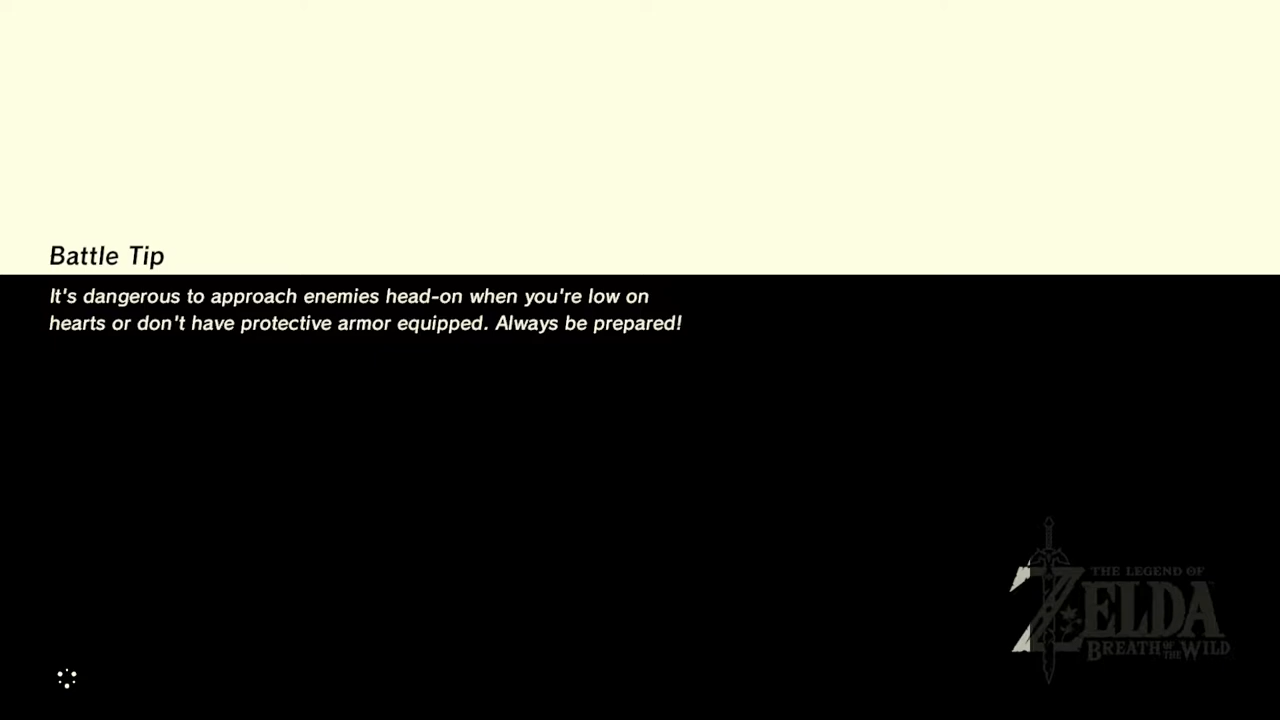 Battle Tip
It's dangerous to approach enemies head-on when you're low on
hearts or don't have protective armor equipped. Always be prepared!
THE LEGEND OF
ZELDA
BREATH OF THE WILD